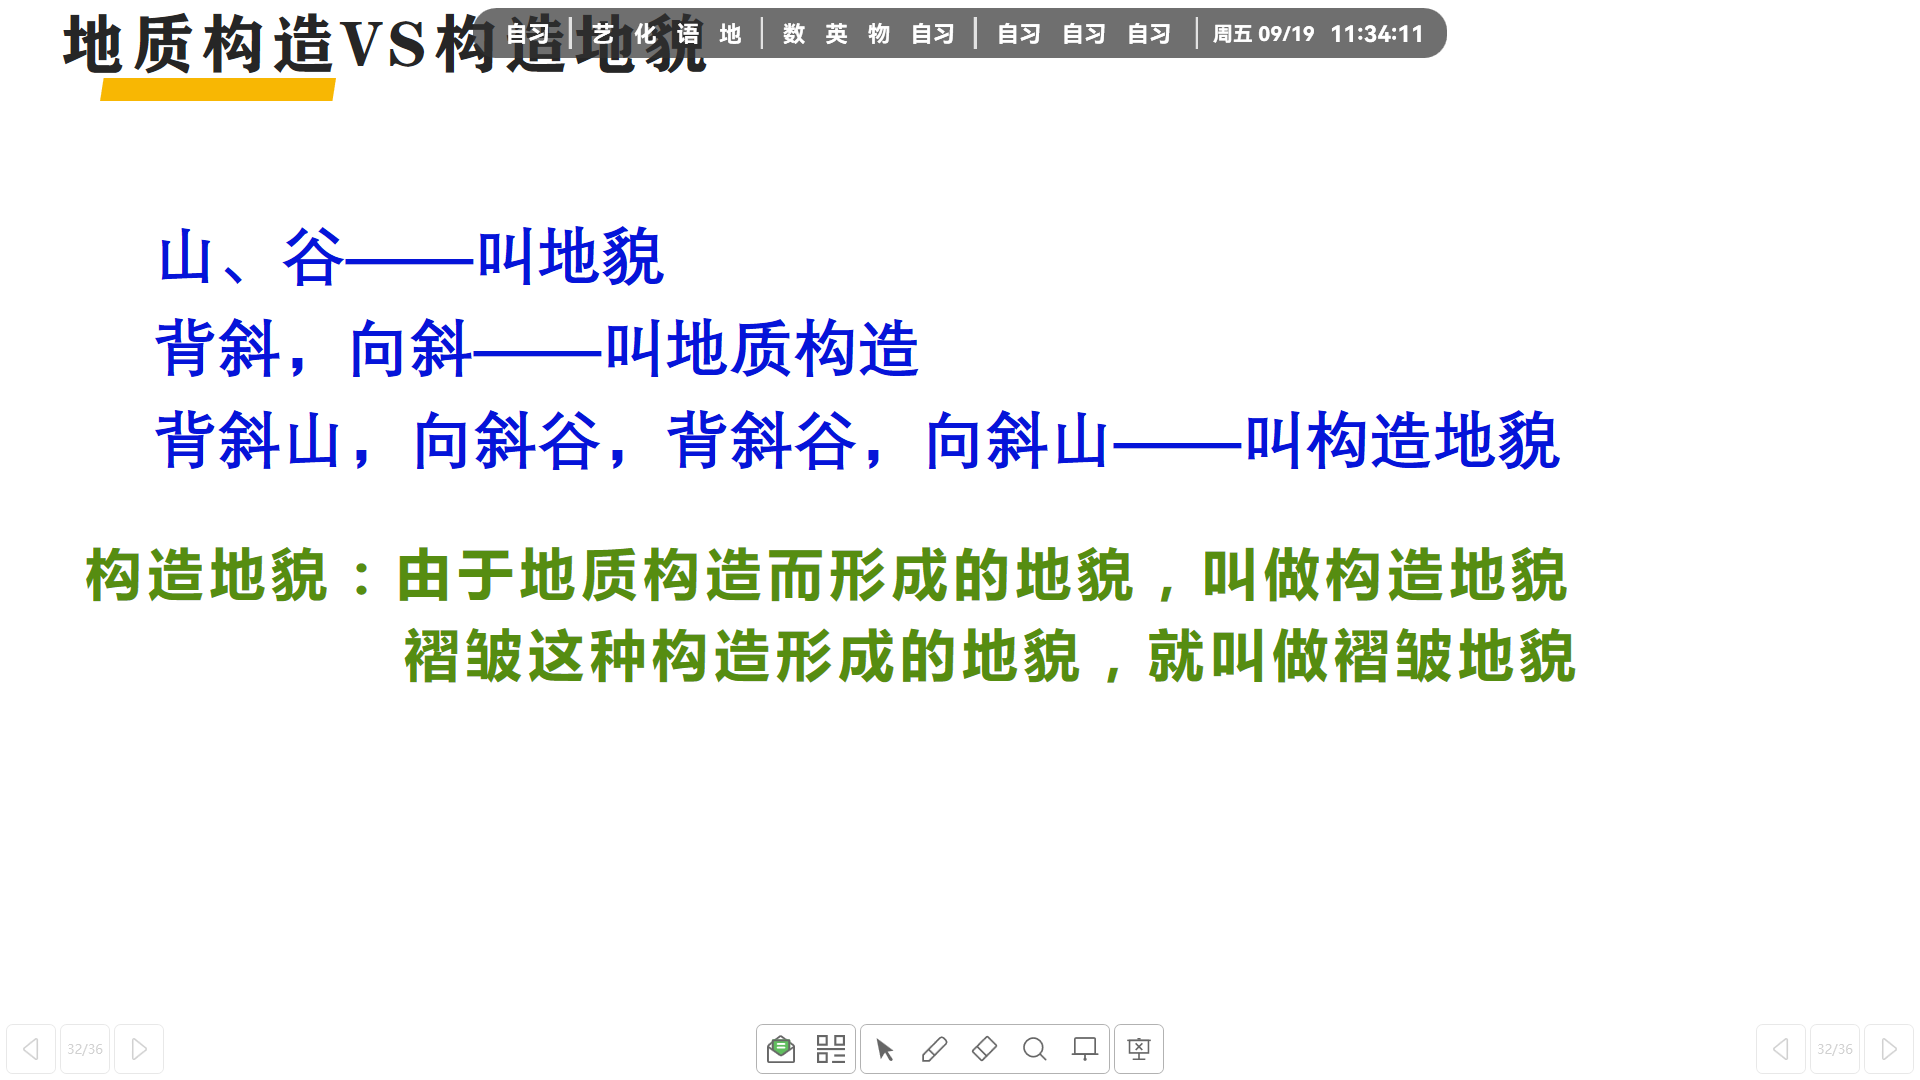 地质构造VS构造地貌
自习 艺 化 语 地 数 英 物 自习 自习 自习 自习 周五 09/19 11:34:11
山、谷——叫地貌
背斜，向斜——叫地质构造
背斜山，向斜谷，背斜谷，向斜山——叫构造地貌
构造地貌：由于地质构造而形成的地貌，叫做构造地貌
褶皱这种构造形成的地貌，就叫做褶皱地貌
32/36
32/36